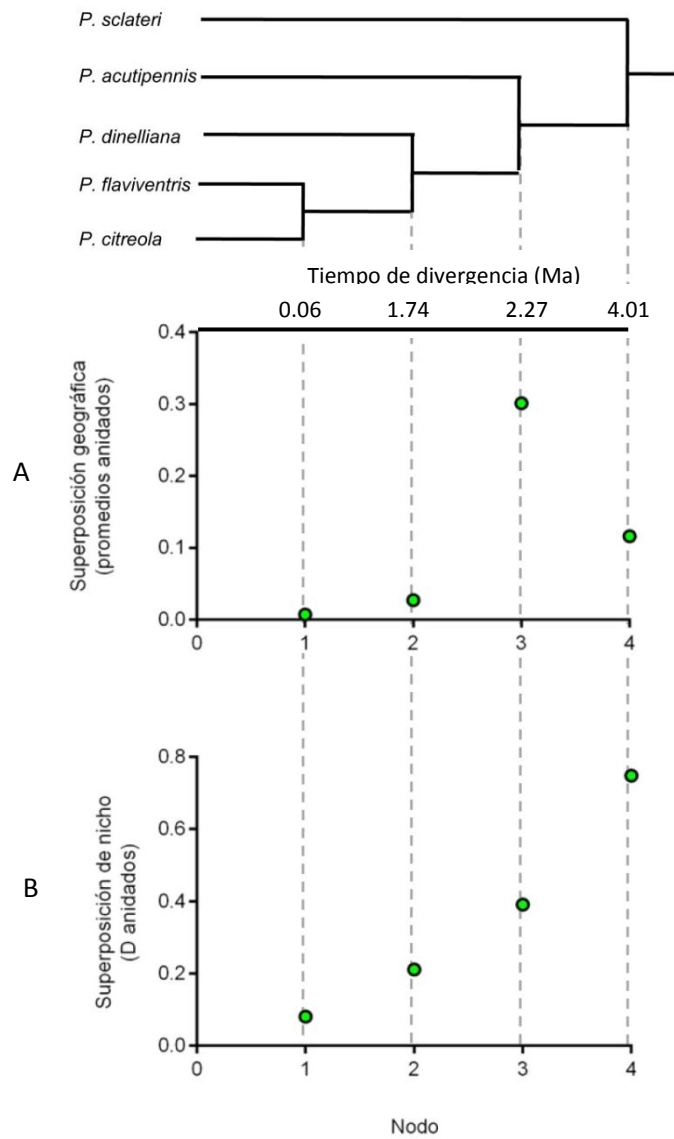 P. sclateri
P. acutipennis
P. dinelliana
P. flaviventris
P. citreola
Tiempo de divergencia (Ma)
0.06 1.74 2.27 4.01
A
Superposición geográfica
(promedios anidados)
0.4
0.3
0.2
0.1
0.0
0 1 2 3 4
B
Superposición de nicho
(D anidados)
0.8
0.6
0.4
0.2
0.0
0 1 2 3 4
Nodo